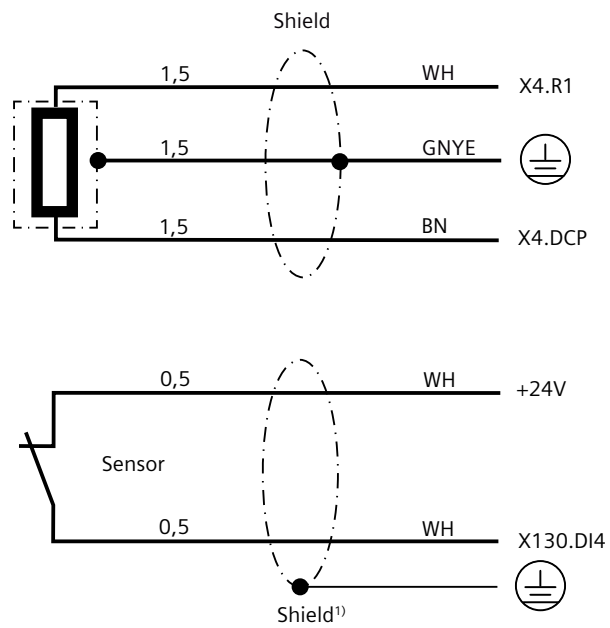 Shield
1,5 WH X4.R1
1,5 GNYE
1,5 BN X4.DCP
0,5 WH +24V
Sensor
0,5 WH X130.DI4
Shield¹⁾